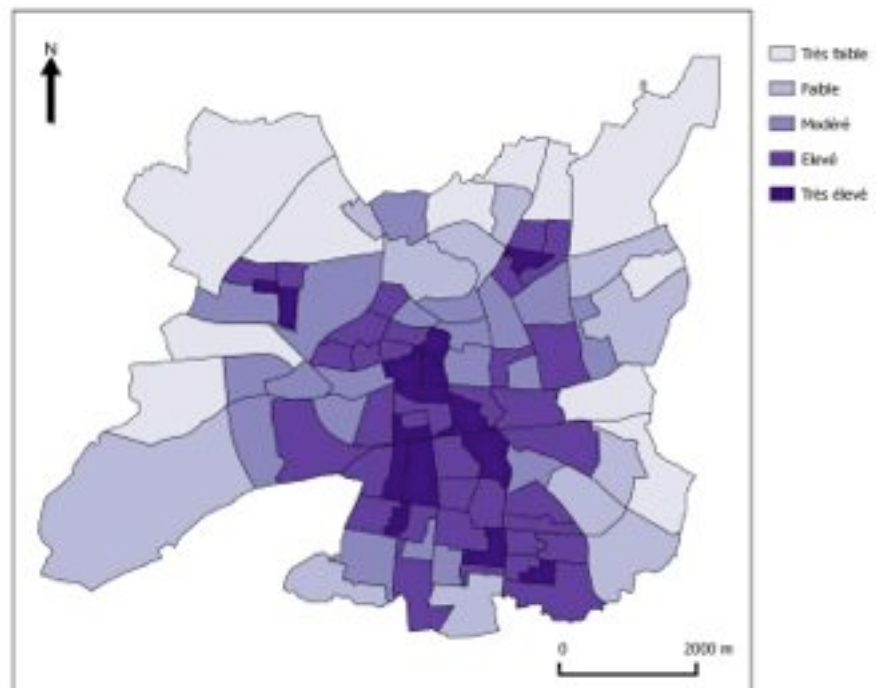 N
Très faible
Faible
Modéré
Elevé
Très élevé
0 2000 m